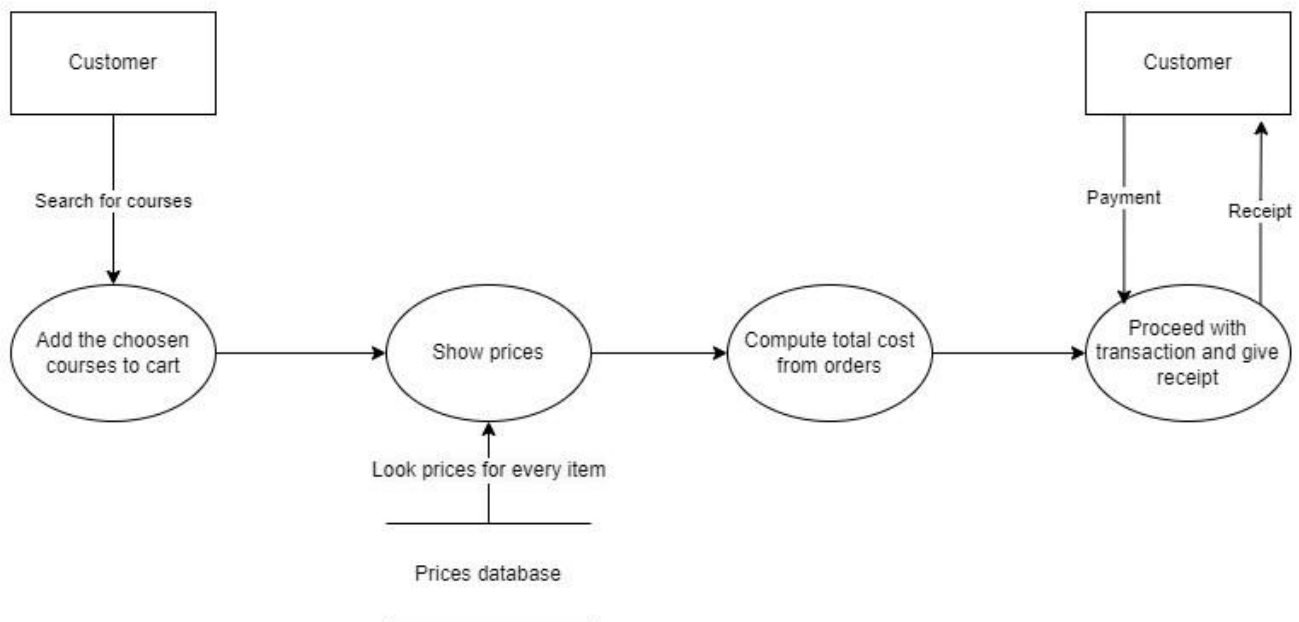 Customer
Customer
Search for courses
Payment
Receipt
Add the choosen
courses to cart
Show prices
Compute total cost
from orders
Proceed with
transaction and give
receipt
Look prices for every item
Prices database